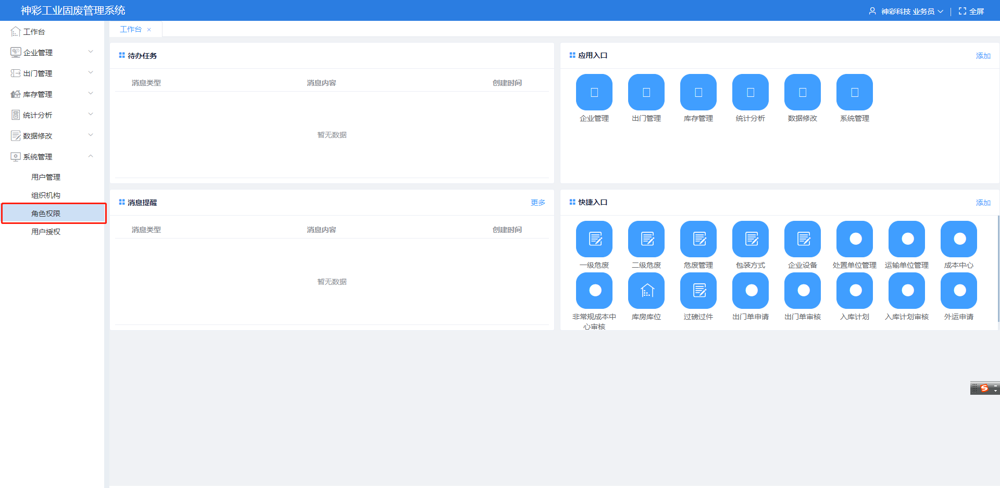 神彩工业固废管理系统
神彩科技 业务员
全屏
工作台
企业管理
出门管理
库存管理
统计分析
数据修改
系统管理
用户管理
组织机构
角色权限
用户授权
工作台
待办任务
消息类型 消息内容 创建时间
暂无数据
应用入口 添加
企业管理 出门管理 库存管理 统计分析 数据修改 系统管理
消息提醒 更多
消息类型 消息内容 创建时间
暂无数据
快捷入口 添加
一级危废 二级危废 危废管理 包装方式 企业设备 处置单位管理 运输单位管理 成本中心
非常规成本中 库房库位 过磅过件 出门单申请 出门单审核 入库计划 入库计划审核 外运申请
心审核